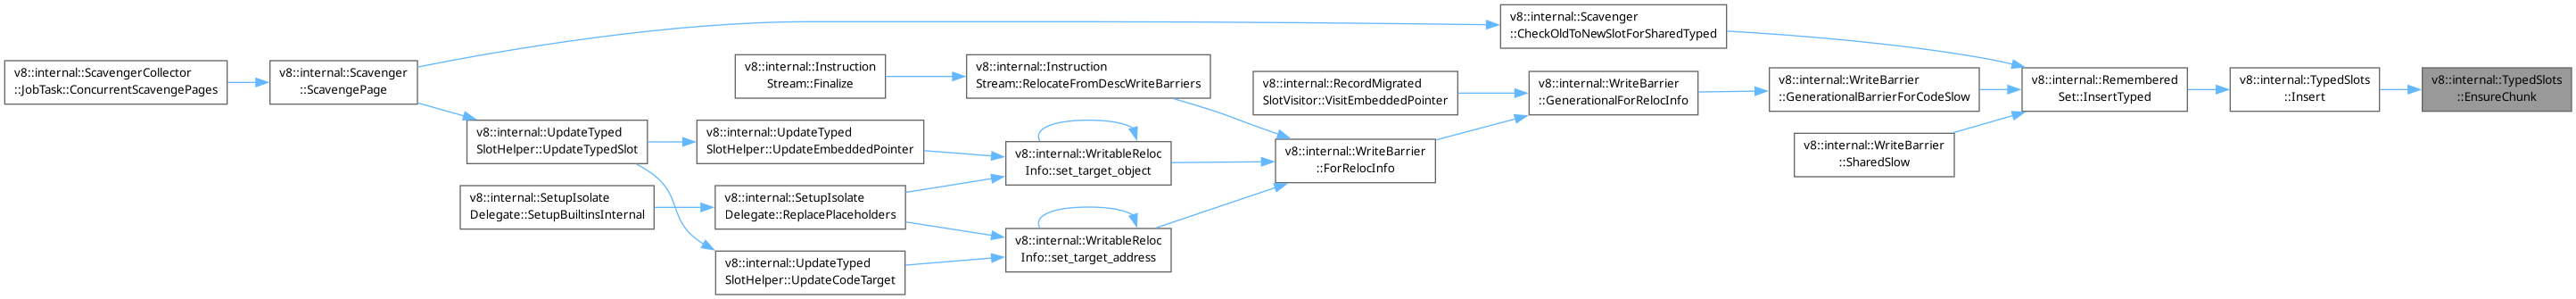 v8::internal::ScavengerCollector
::JobTask::ConcurrentScavengePages
v8::internal::Scavenger
::ScavengePage
v8::internal::UpdateTyped
SlotHelper::UpdateTypedSlot
v8::internal::SetupIsolate
Delegate::SetupBuiltinsInternal
v8::internal::Instruction
Stream::Finalize
v8::internal::UpdateTyped
SlotHelper::UpdateEmbeddedPointer
v8::internal::SetupIsolate
Delegate::ReplacePlaceholders
v8::internal::UpdateTyped
SlotHelper::UpdateCodeTarget
v8::internal::Instruction
Stream::RelocateFromDescWriteBarriers
v8::internal::WritableReloc
Info::set_target_object
v8::internal::WritableReloc
Info::set_target_address
v8::internal::RecordMigrated
SlotVisitor::VisitEmbeddedPointer
v8::internal::WriteBarrier
::ForRelocInfo
v8::internal::Scavenger
::CheckOldToNewSlotForSharedTyped
v8::internal::WriteBarrier
::GenerationalForRelocInfo
v8::internal::WriteBarrier
::GenerationalBarrierForCodeSlow
v8::internal::WriteBarrier
::SharedSlow
v8::internal::Remembered
Set::InsertTyped
v8::internal::TypedSlots
::Insert
v8::internal::TypedSlots
::EnsureChunk